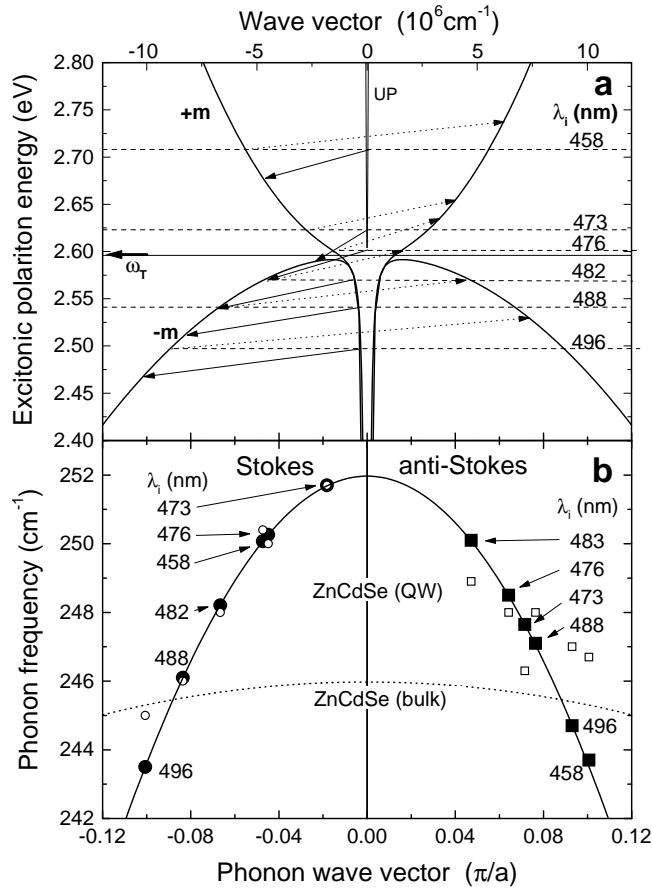 Wave vector (10⁶cm⁻¹)
-10 -5 0 5 10
2.80
2.75
2.70
2.65
2.60
2.55
2.50
2.45
2.40
Excitonic polariton energy (eV)
a
UP
+m
λi (nm)
458
473
476
482
488
496
ωT
-m
b
Stokes anti-Stokes
λi (nm)
473
476
458
482
488
496
λi (nm)
483
476
473
488
496
458
ZnCdSe (QW)
ZnCdSe (bulk)
252
250
248
246
244
242
Phonon frequency (cm⁻¹)
-0.12 -0.08 -0.04 0.00 0.04 0.08 0.12
Phonon wave vector (π/a)